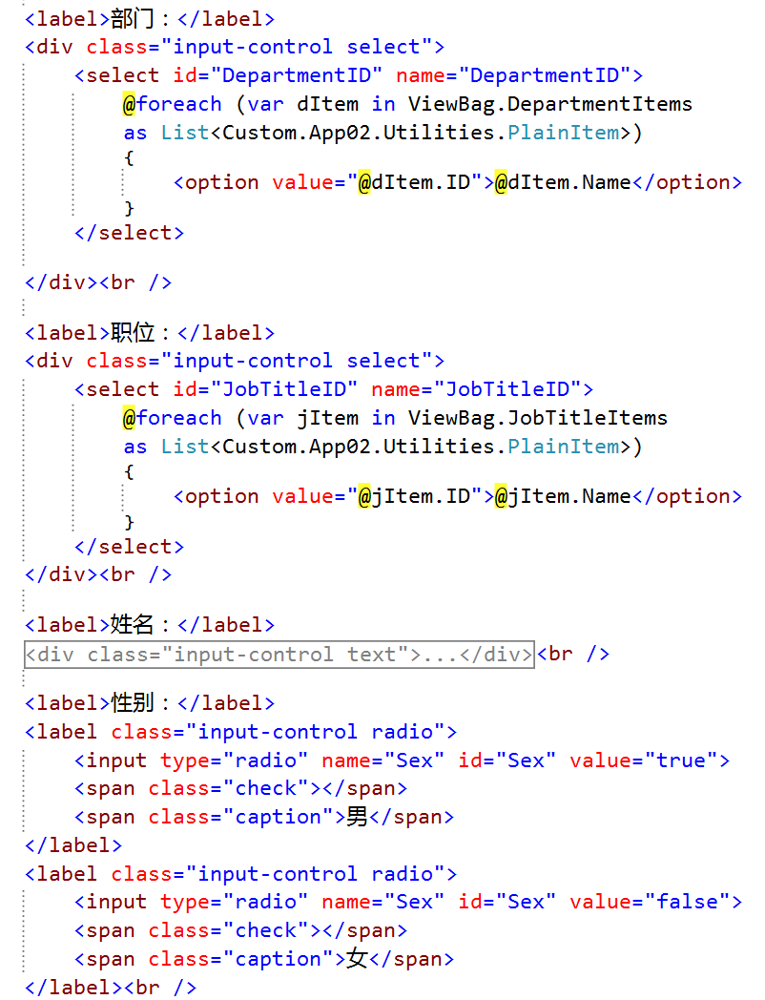 <label>部门：</label>
<div class="input-control select">
<select id="DepartmentID" name="DepartmentID">
@foreach (var dItem in ViewBag.DepartmentItems
as List<Custom.App02.Utilities.PlainItem>)
{
<option value="@dItem.ID">@dItem.Name</option>
}
</select>
</div><br />
<label>职位：</label>
<div class="input-control select">
<select id="JobTitleID" name="JobTitleID">
@foreach (var jItem in ViewBag.JobTitleItems
as List<Custom.App02.Utilities.PlainItem>)
{
<option value="@jItem.ID">@jItem.Name</option>
}
</select>
</div><br />
<label>姓名：</label>
<div class="input-control text">...</div><br />
<label>性别：</label>
<label class="input-control radio">
<input type="radio" name="Sex" id="Sex" value="true">
<span class="check"></span>
<span class="caption">男</span>
</label>
<label class="input-control radio">
<input type="radio" name="Sex" id="Sex" value="false">
<span class="check"></span>
<span class="caption">女</span>
</label><br />